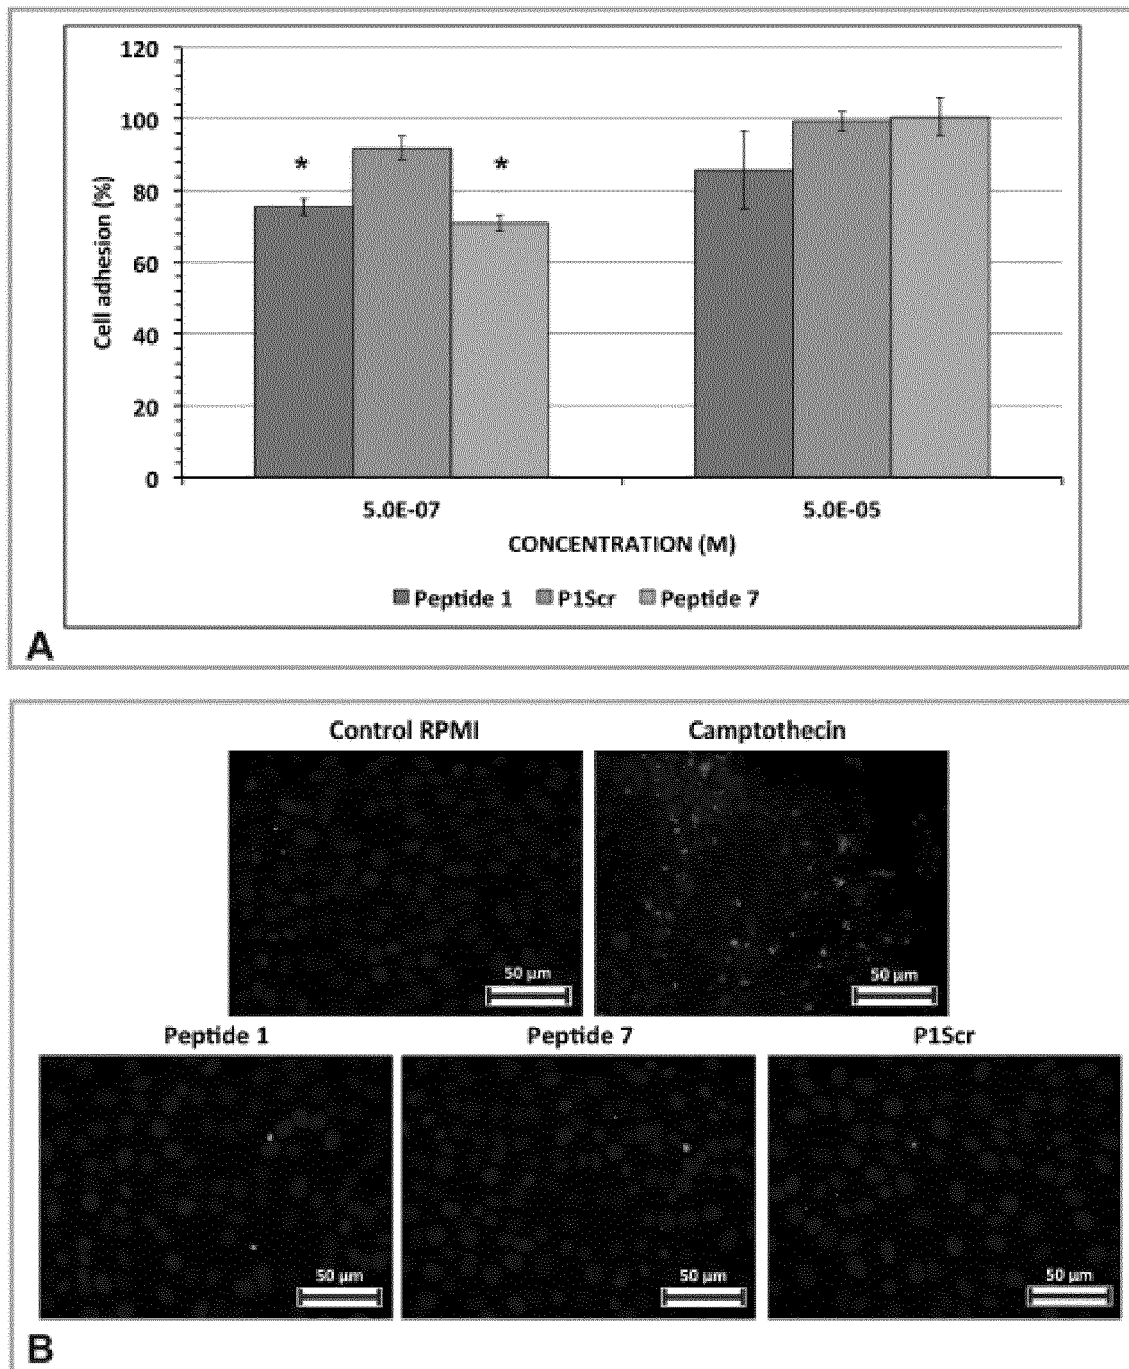 120
100
80
60
40
20
0
Cell adhesion (%)
* *
5.0E-07 5.0E-05
CONCENTRATION (M)
Peptide 1 P1Scr Peptide 7
A
Control RPMI Camptothecin
50 µm 50 µm
Peptide 1 Peptide 7 P1Scr
50 µm 50 µm 50 µm
B